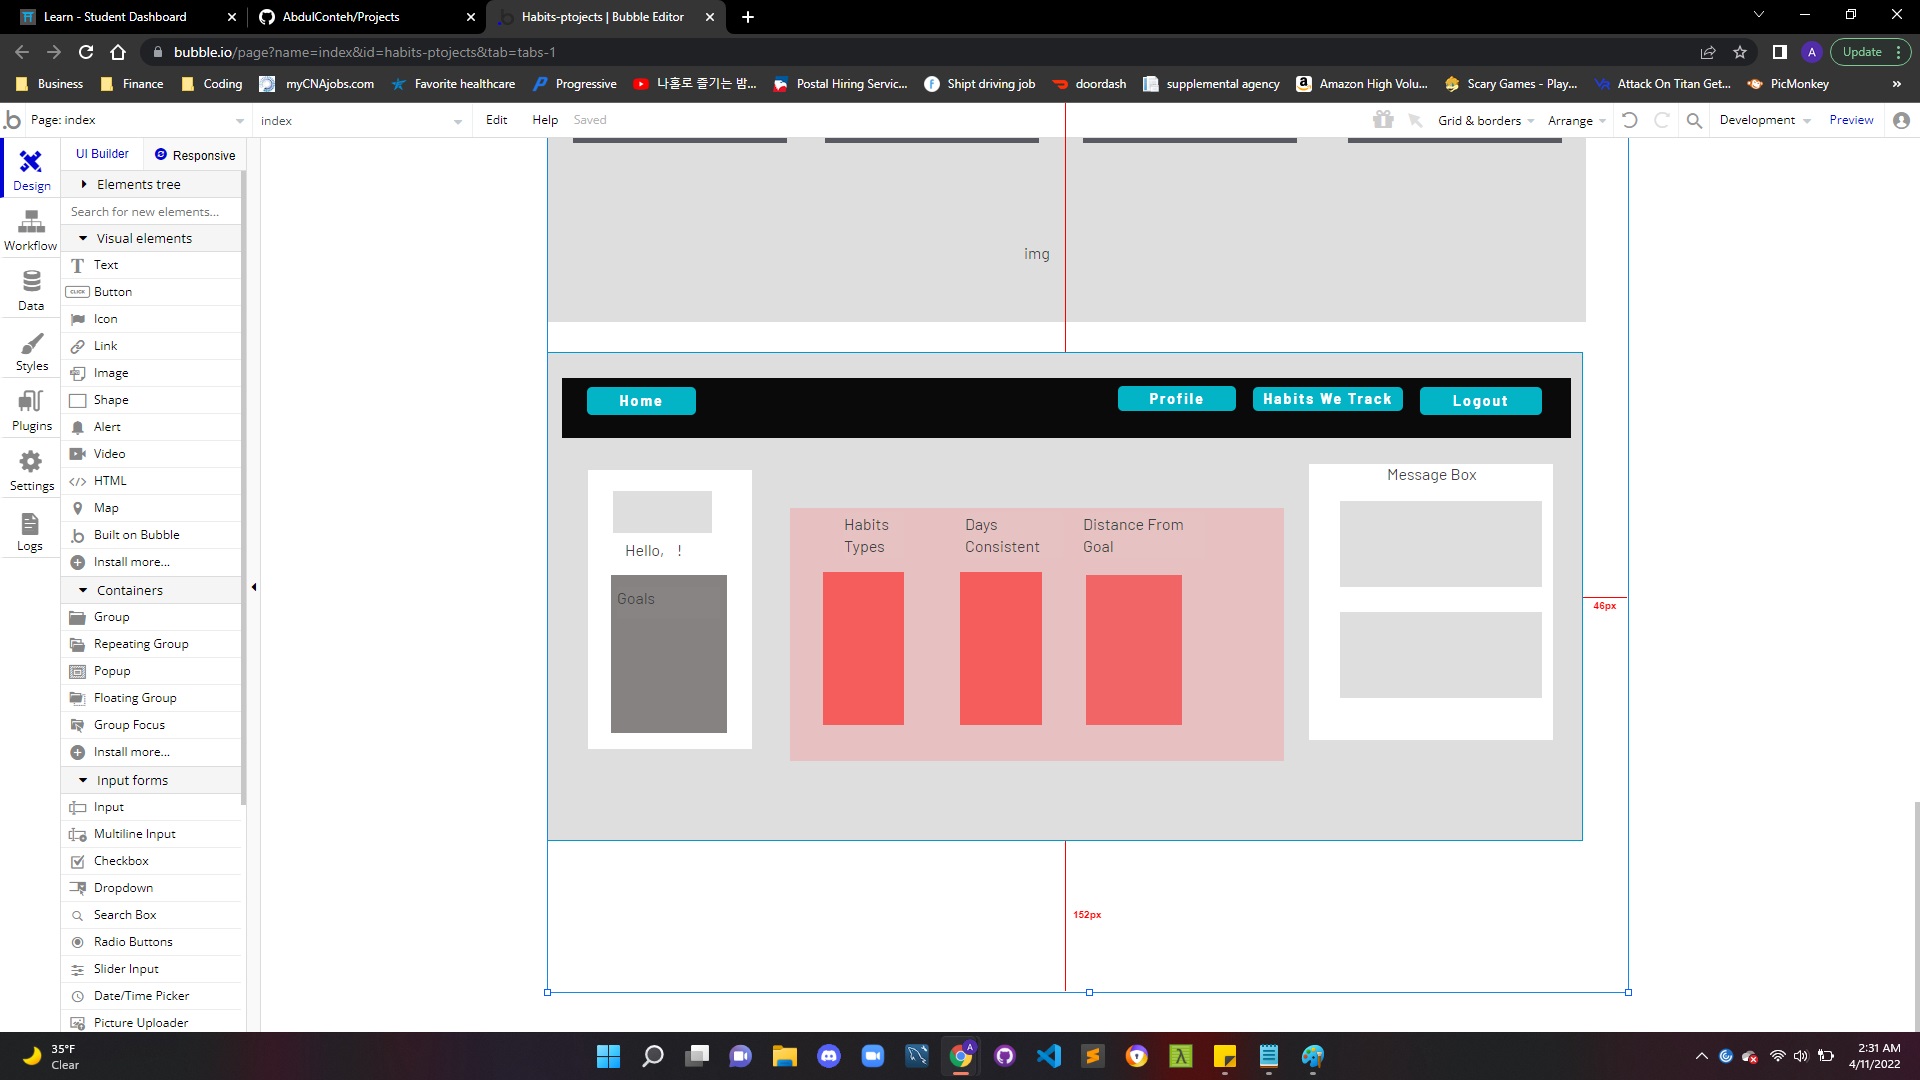 Learn - Student Dashboard
AbdulConteh/Projects
Habits-ptojects | Bubble Editor
bubble.io/page?name=index&id=habits-ptojects&tab=tabs-1
A
Update
Business
Finance
Coding
myCNAjobs.com
Favorite healthcare
Progressive
나홀로 즐기는 밤...
Postal Hiring Servic...
Shipt driving job
doordash
supplemental agency
Amazon High Volu...
Scary Games - Play...
Attack On Titan Get...
PicMonkey
»
.b
Page: index
index
Edit
Help
Saved
Grid & borders
Arrange
Development
Preview
Design
Workflow
Data
Styles
Plugins
Settings
Logs
UI Builder
Responsive
Elements tree
Search for new elements...
Visual elements
Text
CLICK Button
Icon
Link
Image
Shape
Alert
Video
HTML
Map
Built on Bubble
Install more...
Containers
Group
Repeating Group
Popup
Floating Group
Group Focus
Install more...
Input forms
Input
Multiline Input
Checkbox
Dropdown
Search Box
Radio Buttons
Slider Input
Date/Time Picker
Picture Uploader
img
Home
Profile
Habits We Track
Logout
Hello, !
Goals
Habits
Types
Days
Consistent
Distance From
Goal
Message Box
46px
152px
35°F
Clear
2:31 AM
4/11/2022